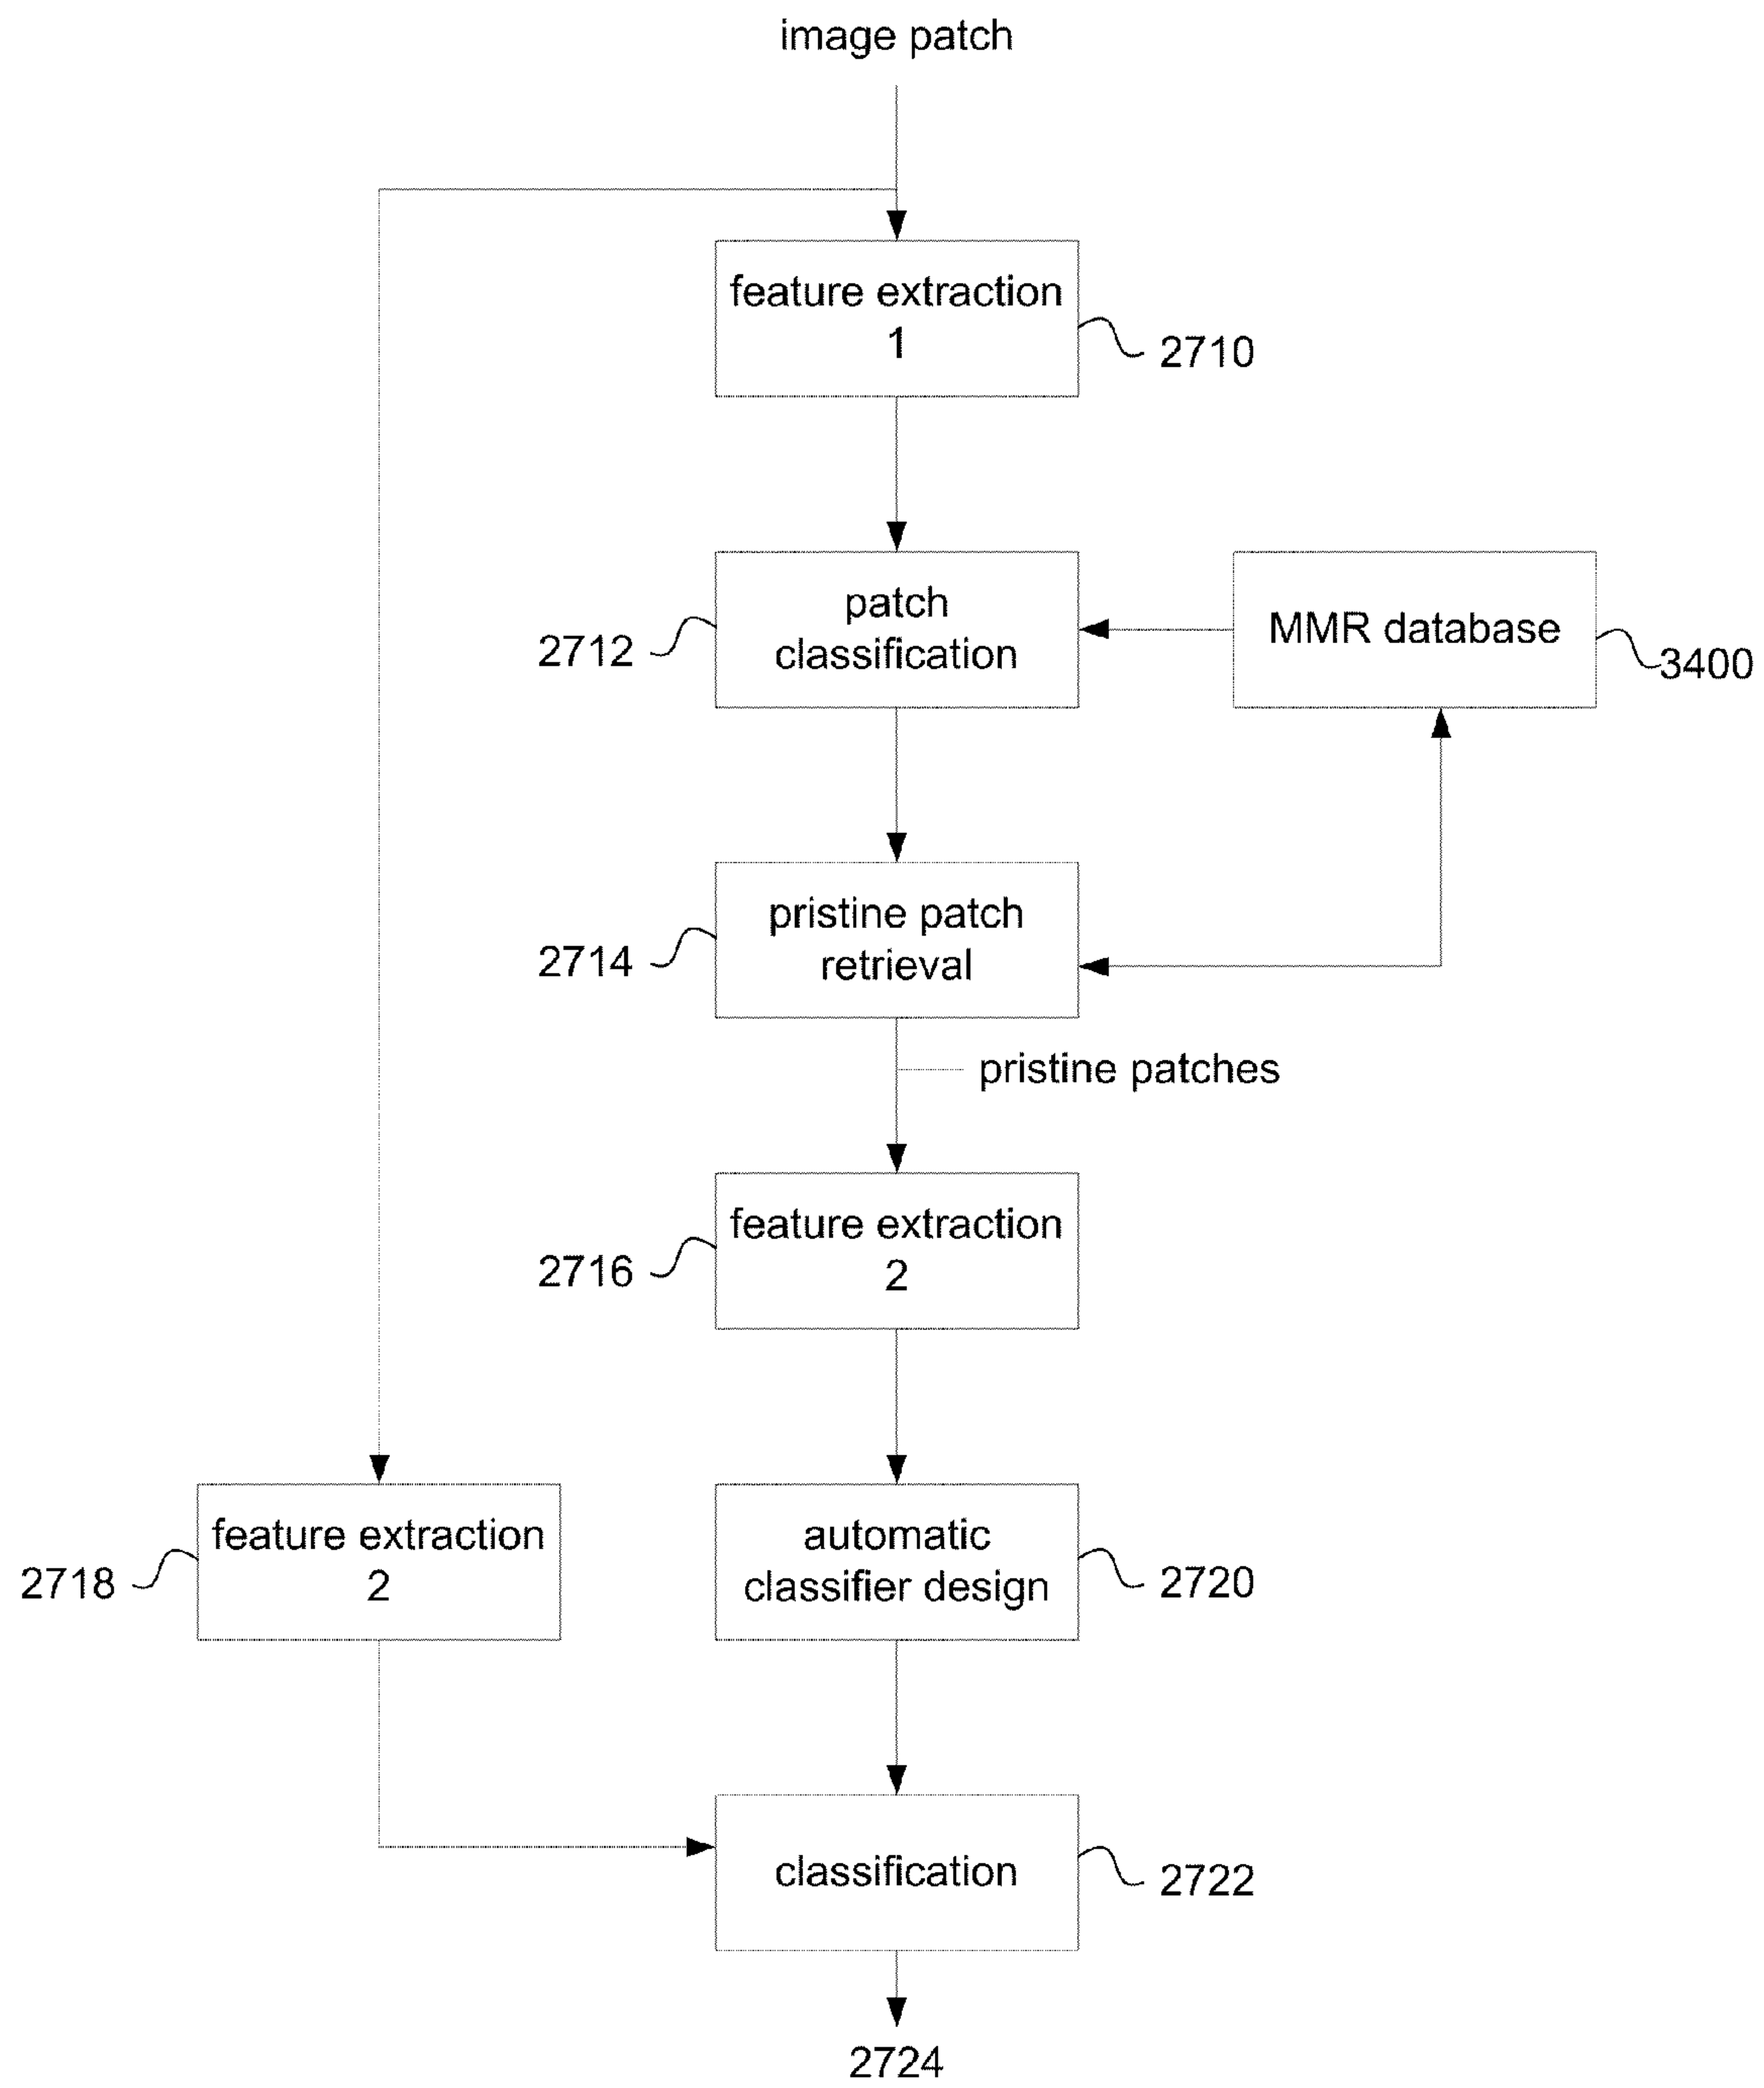 image patch
feature extraction
1
2710
patch
classification
2712
MMR database
3400
pristine patch
retrieval
2714
pristine patches
feature extraction
2
2716
feature extraction
2
2718
automatic
classifier design
2720
classification
2722
2724